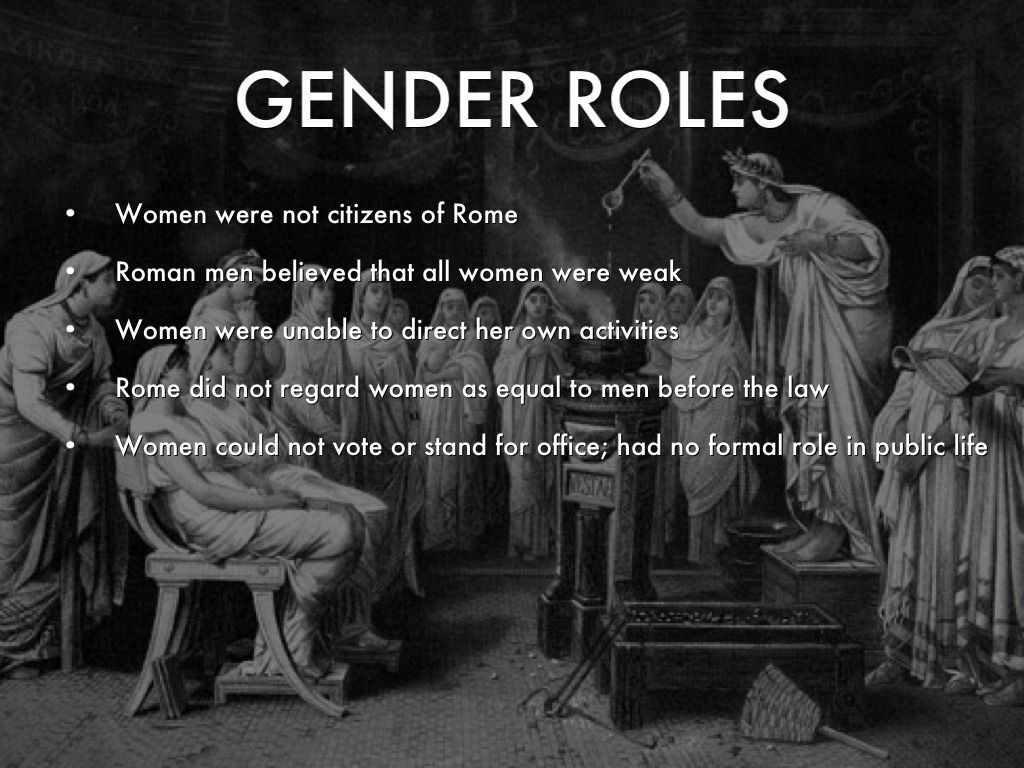 GENDER ROLES
• Women were not citizens of Rome
• Roman men believed that all women were weak
• Women were unable to direct her own activities
• Rome did not regard women as equal to men before the law
• Women could not vote or stand for office; had no formal role in public life